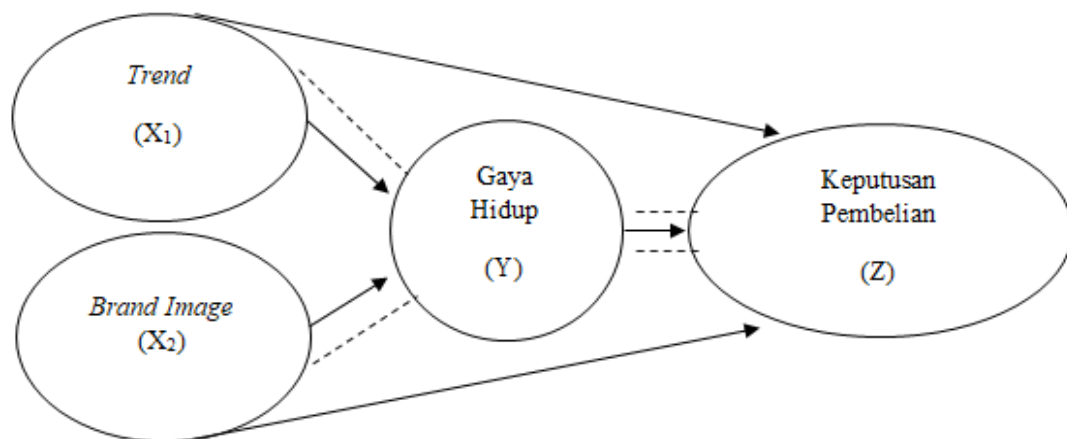 Trend
(X₁)
Gaya
Hidup
(Y)
Keputusan
Pembelian
(Z)
Brand Image
(X₂)